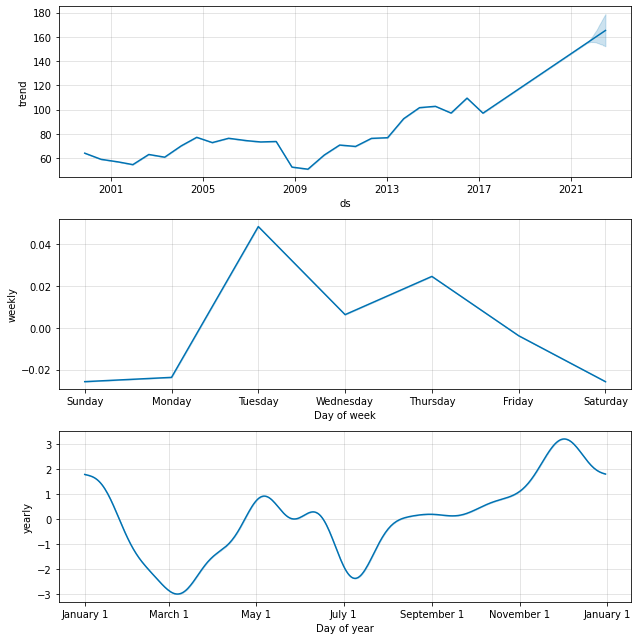 180
160
140
120
100
80
60
trend
2001 2005 2009 2013 2017 2021
ds
0.04
0.02
0.00
−0.02
weekly
Sunday Monday Tuesday Wednesday Thursday Friday Saturday
Day of week
3
2
1
0
−1
−2
−3
yearly
January 1 March 1 May 1 July 1 September 1 November 1 January 1
Day of year